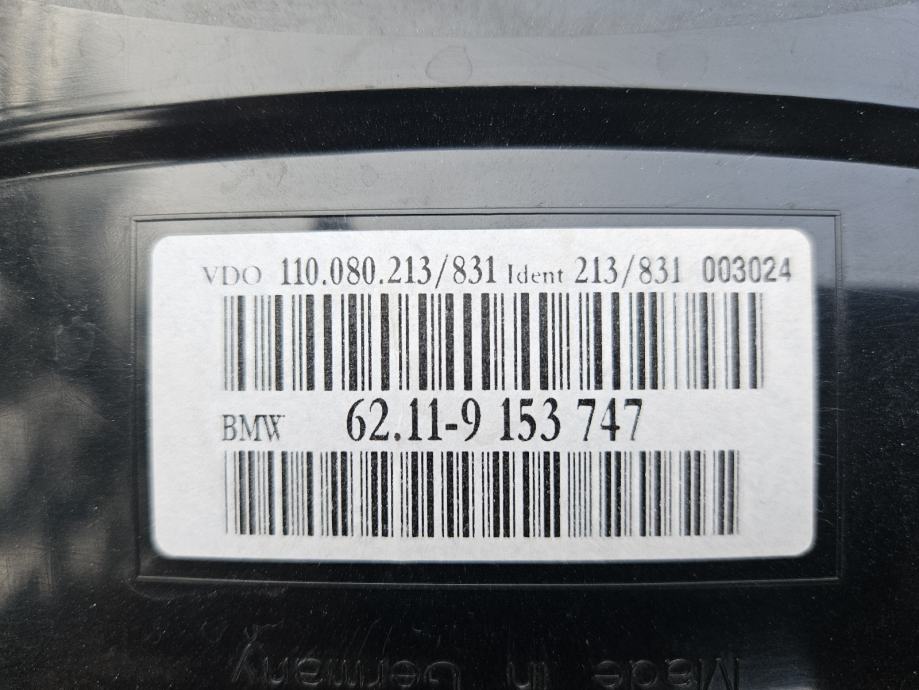 VDO 110.080.213/831 Ident 213/831 003024
BMW 62.11-9 153 747
Made in Germany